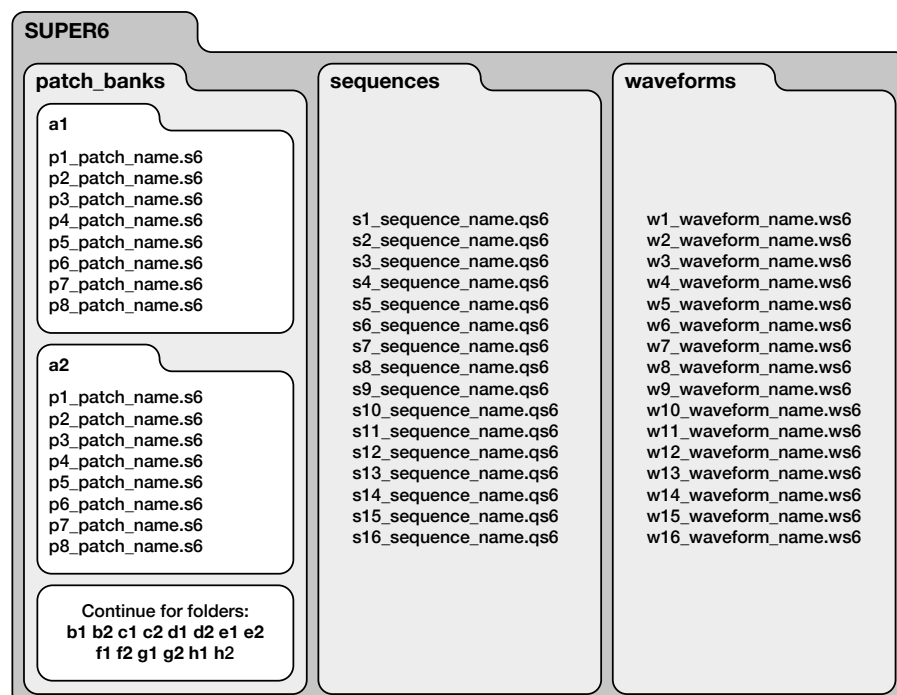 SUPER6
patch_banks
a1
p1_patch_name.s6
p2_patch_name.s6
p3_patch_name.s6
p4_patch_name.s6
p5_patch_name.s6
p6_patch_name.s6
p7_patch_name.s6
p8_patch_name.s6
a2
p1_patch_name.s6
p2_patch_name.s6
p3_patch_name.s6
p4_patch_name.s6
p5_patch_name.s6
p6_patch_name.s6
p7_patch_name.s6
p8_patch_name.s6
Continue for folders:
b1 b2 c1 c2 d1 d2 e1 e2
f1 f2 g1 g2 h1 h2
sequences
s1_sequence_name.qs6
s2_sequence_name.qs6
s3_sequence_name.qs6
s4_sequence_name.qs6
s5_sequence_name.qs6
s6_sequence_name.qs6
s7_sequence_name.qs6
s8_sequence_name.qs6
s9_sequence_name.qs6
s10_sequence_name.qs6
s11_sequence_name.qs6
s12_sequence_name.qs6
s13_sequence_name.qs6
s14_sequence_name.qs6
s15_sequence_name.qs6
s16_sequence_name.qs6
waveforms
w1_waveform_name.ws6
w2_waveform_name.ws6
w3_waveform_name.ws6
w4_waveform_name.ws6
w5_waveform_name.ws6
w6_waveform_name.ws6
w7_waveform_name.ws6
w8_waveform_name.ws6
w9_waveform_name.ws6
w10_waveform_name.ws6
w11_waveform_name.ws6
w12_waveform_name.ws6
w13_waveform_name.ws6
w14_waveform_name.ws6
w15_waveform_name.ws6
w16_waveform_name.ws6